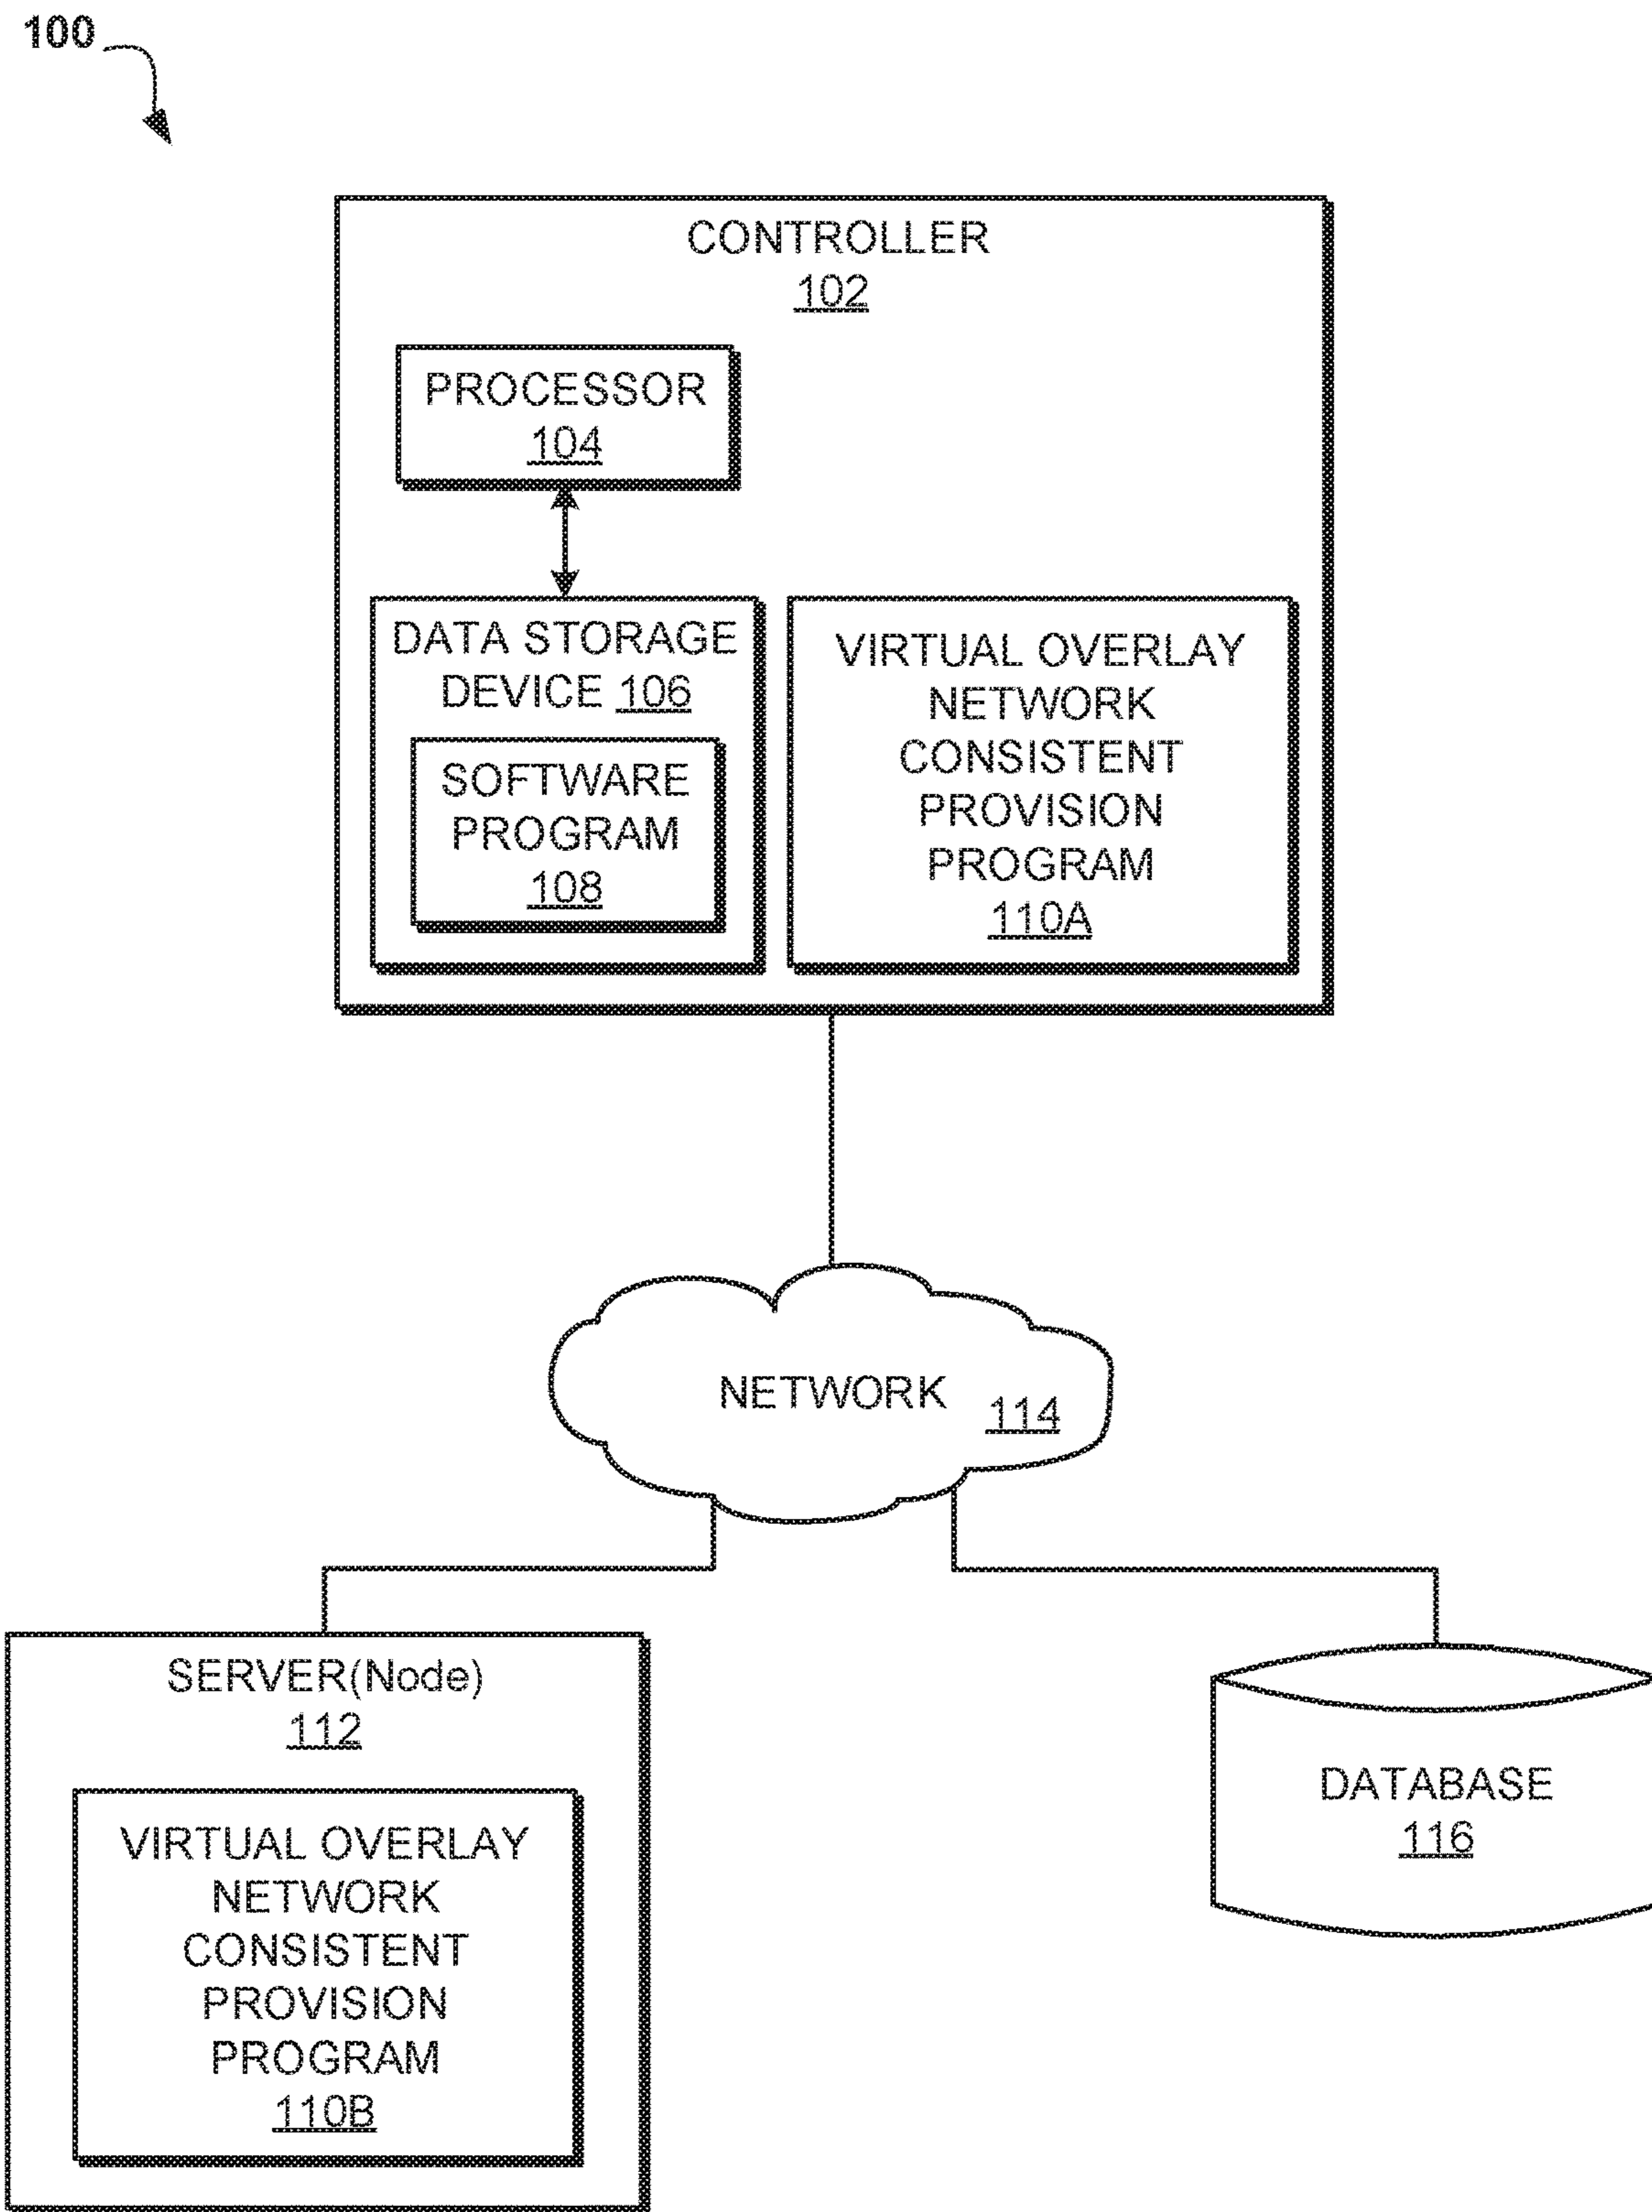 100
CONTROLLER
102
PROCESSOR
104
DATA STORAGE
DEVICE 106
SOFTWARE
PROGRAM
108
VIRTUAL OVERLAY
NETWORK
CONSISTENT
PROVISION
PROGRAM
110A
NETWORK 114
SERVER(Node)
112
VIRTUAL OVERLAY
NETWORK
CONSISTENT
PROVISION
PROGRAM
110B
DATABASE
116